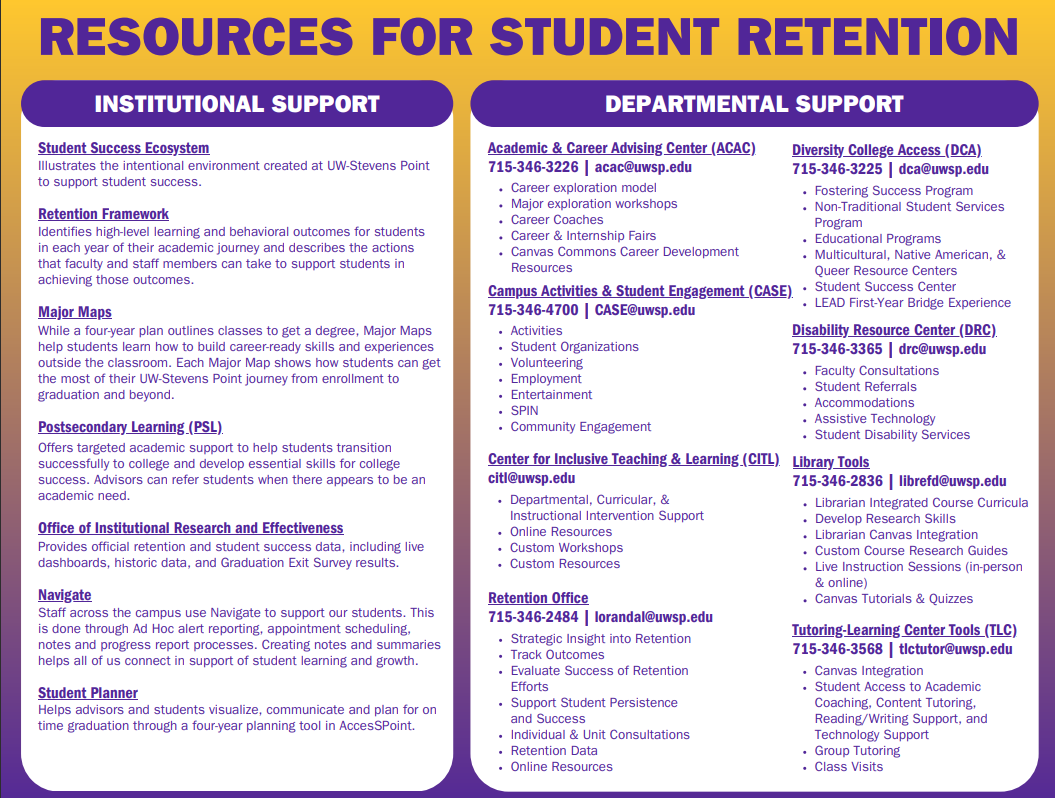 RESOURCES FOR STUDENT RETENTION
INSTITUTIONAL SUPPORT
Student Success Ecosystem
Illustrates the intentional environment created at UW-Stevens Point
to support student success.
Retention Framework
Identifies high-level learning and behavioral outcomes for students
in each year of their academic journey and describes the actions
that faculty and staff members can take to support students in
achieving those outcomes.
Major Maps
While a four-year plan outlines classes to get a degree, Major Maps
help students learn how to build career-ready skills and experiences
outside the classroom. Each Major Map shows how students can get
the most of their UW-Stevens Point journey from enrollment to
graduation and beyond.
Postsecondary Learning (PSL)
Offers targeted academic support to help students transition
successfully to college and develop essential skills for college
success. Advisors can refer students when there appears to be an
academic need.
Office of Institutional Research and Effectiveness
Provides official retention and student success data, including live
dashboards, historic data, and Graduation Exit Survey results.
Navigate
Staff across the campus use Navigate to support our students. This
is done through Ad Hoc alert reporting, appointment scheduling,
notes and progress report processes. Creating notes and summaries
helps all of us connect in support of student learning and growth.
Student Planner
Helps advisors and students visualize, communicate and plan for on
time graduation through a four-year planning tool in AccesSPoint.
DEPARTMENTAL SUPPORT
Academic & Career Advising Center (ACAC)
715-346-3226 | acac@uwsp.edu
• Career exploration model
• Major exploration workshops
• Career Coaches
• Career & Internship Fairs
• Canvas Commons Career Development
Resources
Campus Activities & Student Engagement (CASE)
715-346-4700 | CASE@uwsp.edu
• Activities
• Student Organizations
• Volunteering
• Employment
• Entertainment
• SPIN
• Community Engagement
Center for Inclusive Teaching & Learning (CITL)
citl@uwsp.edu
• Departmental, Curricular, &
Instructional Intervention Support
• Online Resources
• Custom Workshops
• Custom Resources
Retention Office
715-346-2484 | lorandal@uwsp.edu
• Strategic Insight into Retention
• Track Outcomes
• Evaluate Success of Retention
Efforts
• Support Student Persistence
and Success
• Individual & Unit Consultations
• Retention Data
• Online Resources
Diversity College Access (DCA)
715-346-3225 | dca@uwsp.edu
• Fostering Success Program
• Non-Traditional Student Services
Program
• Educational Programs
• Multicultural, Native American, &
Queer Resource Centers
• Student Success Center
• LEAD First-Year Bridge Experience
Disability Resource Center (DRC)
715-346-3365 | drc@uwsp.edu
• Faculty Consultations
• Student Referrals
• Accommodations
• Assistive Technology
• Student Disability Services
Library Tools
715-346-2836 | librefd@uwsp.edu
• Librarian Integrated Course Curricula
• Develop Research Skills
• Librarian Canvas Integration
• Custom Course Research Guides
• Live Instruction Sessions (in-person
& online)
• Canvas Tutorials & Quizzes
Tutoring-Learning Center Tools (TLC)
715-346-3568 | tlctutor@uwsp.edu
• Canvas Integration
• Student Access to Academic
Coaching, Content Tutoring,
Reading/Writing Support, and
Technology Support
• Group Tutoring
• Class Visits